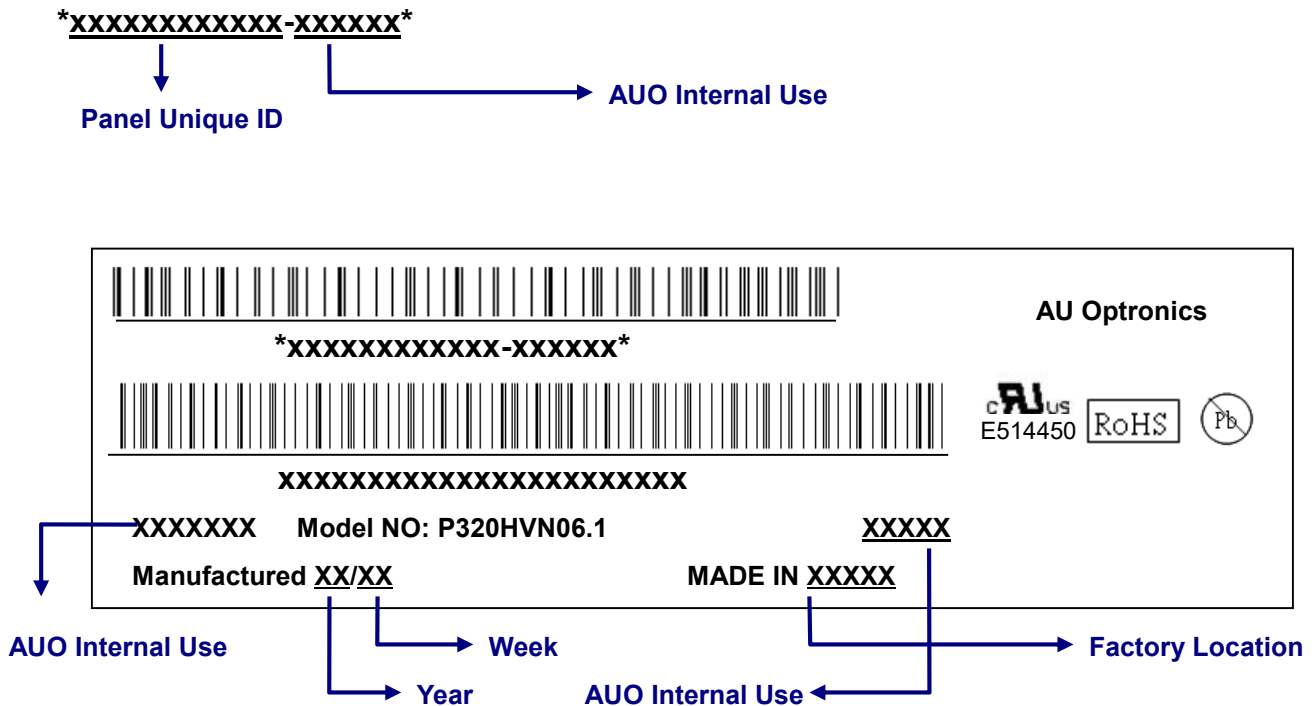 *xxxxxxxxxxxx-xxxxxx*
AUO Internal Use
Panel Unique ID
AU Optronics
*xxxxxxxxxxxx-xxxxxx*
c RU us
E514450 RoHS Pb
xxxxxxxxxxxxxxxxxxxxxxx
XXXXXXX Model NO: P320HVN06.1 XXXXX
Manufactured XX/XX MADE IN XXXXX
AUO Internal Use Week Factory Location
Year AUO Internal Use